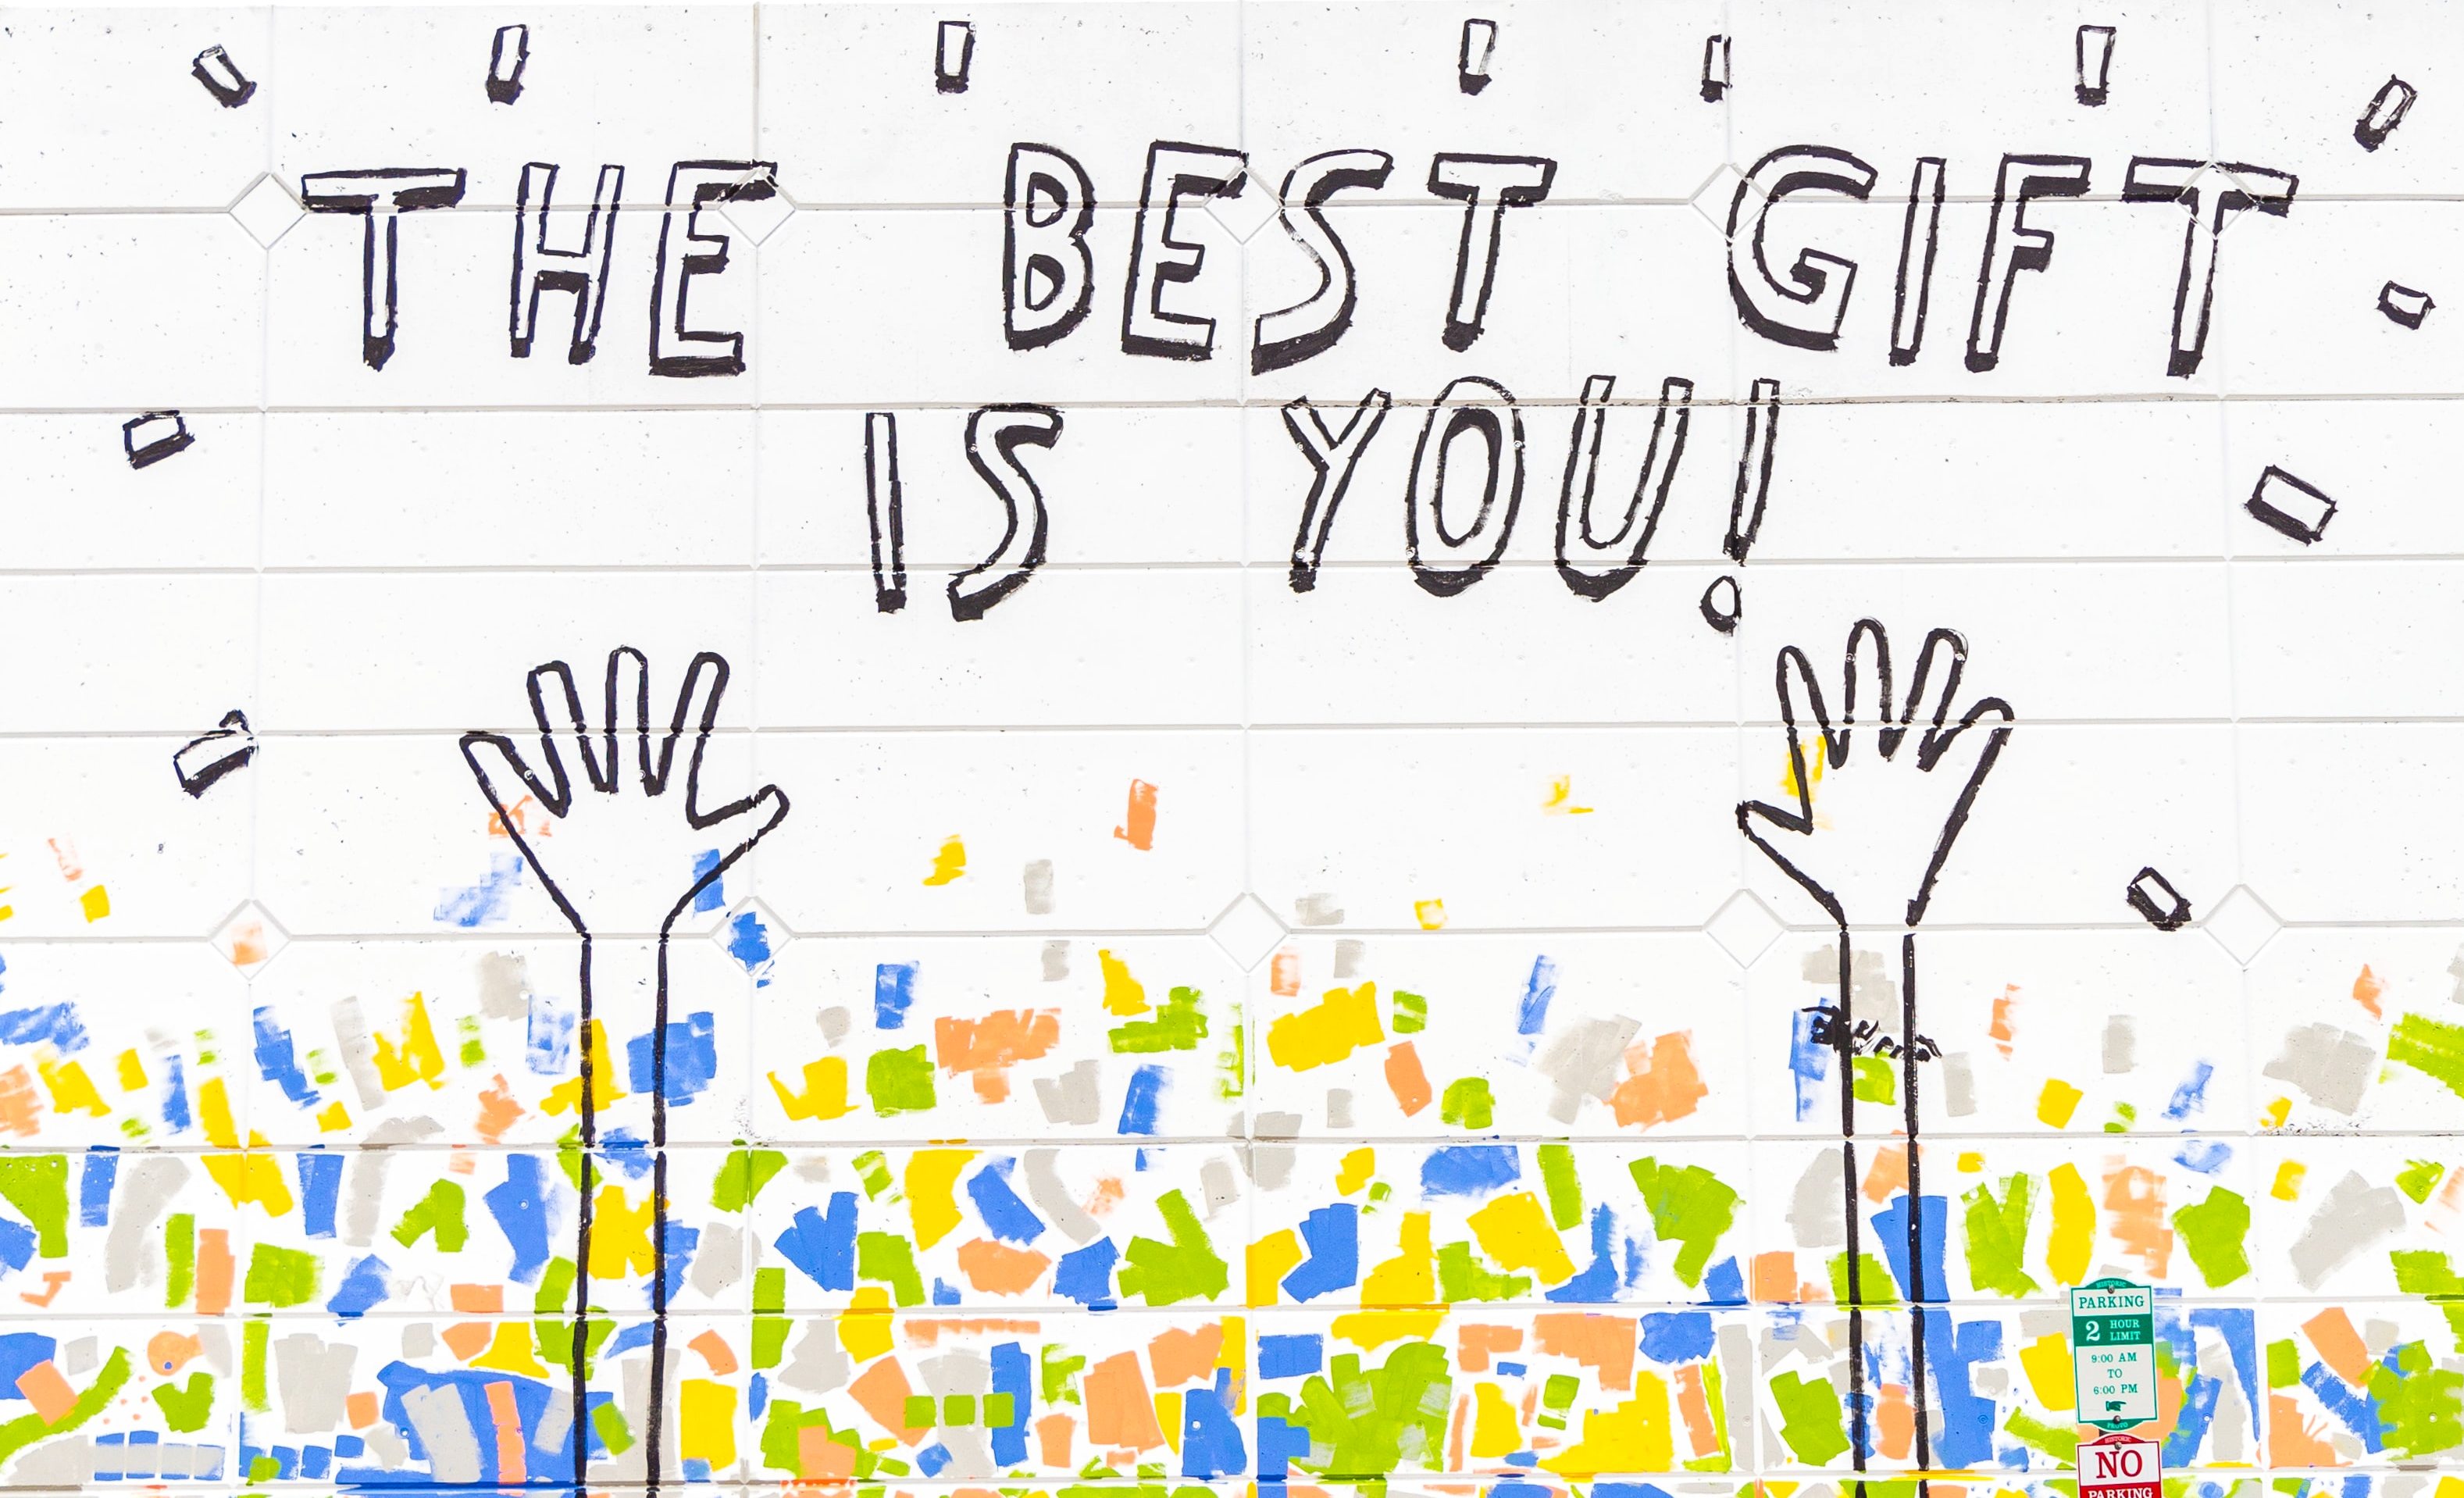 THE BEST GIFT
IS YOU!
HISTORIC
PARKING
2 HOUR
LIMIT
9:00 AM
TO
6:00 PM
PROVO
HISTORIC
NO
PARKING